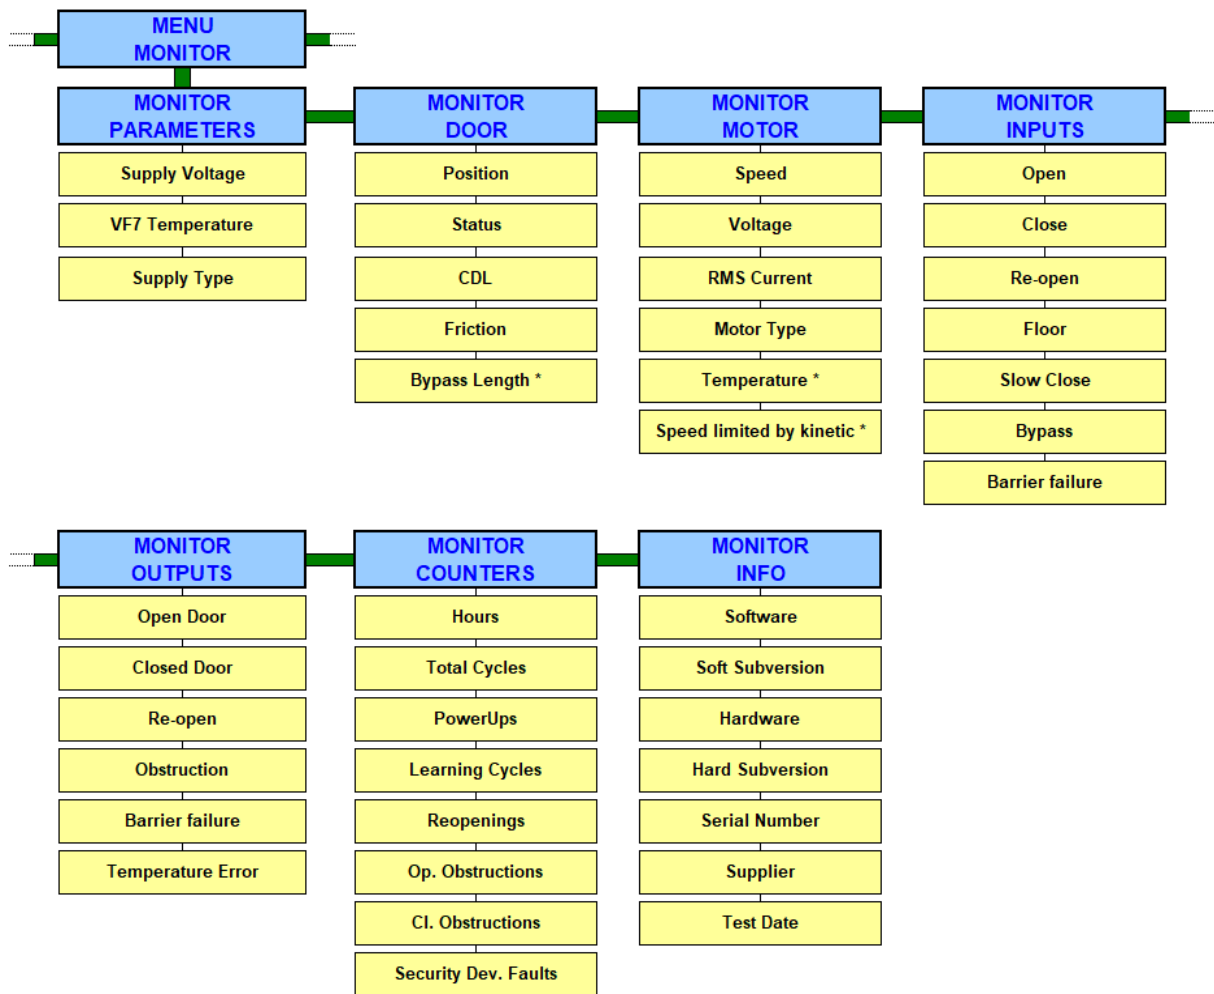 MENU
MONITOR
MONITOR
PARAMETERS
Supply Voltage
VF7 Temperature
Supply Type
MONITOR
DOOR
Position
Status
CDL
Friction
Bypass Length *
MONITOR
MOTOR
Speed
Voltage
RMS Current
Motor Type
Temperature *
Speed limited by kinetic *
MONITOR
INPUTS
Open
Close
Re-open
Floor
Slow Close
Bypass
Barrier failure
MONITOR
OUTPUTS
Open Door
Closed Door
Re-open
Obstruction
Barrier failure
Temperature Error
MONITOR
COUNTERS
Hours
Total Cycles
PowerUps
Learning Cycles
Reopenings
Op. Obstructions
Cl. Obstructions
Security Dev. Faults
MONITOR
INFO
Software
Soft Subversion
Hardware
Hard Subversion
Serial Number
Supplier
Test Date